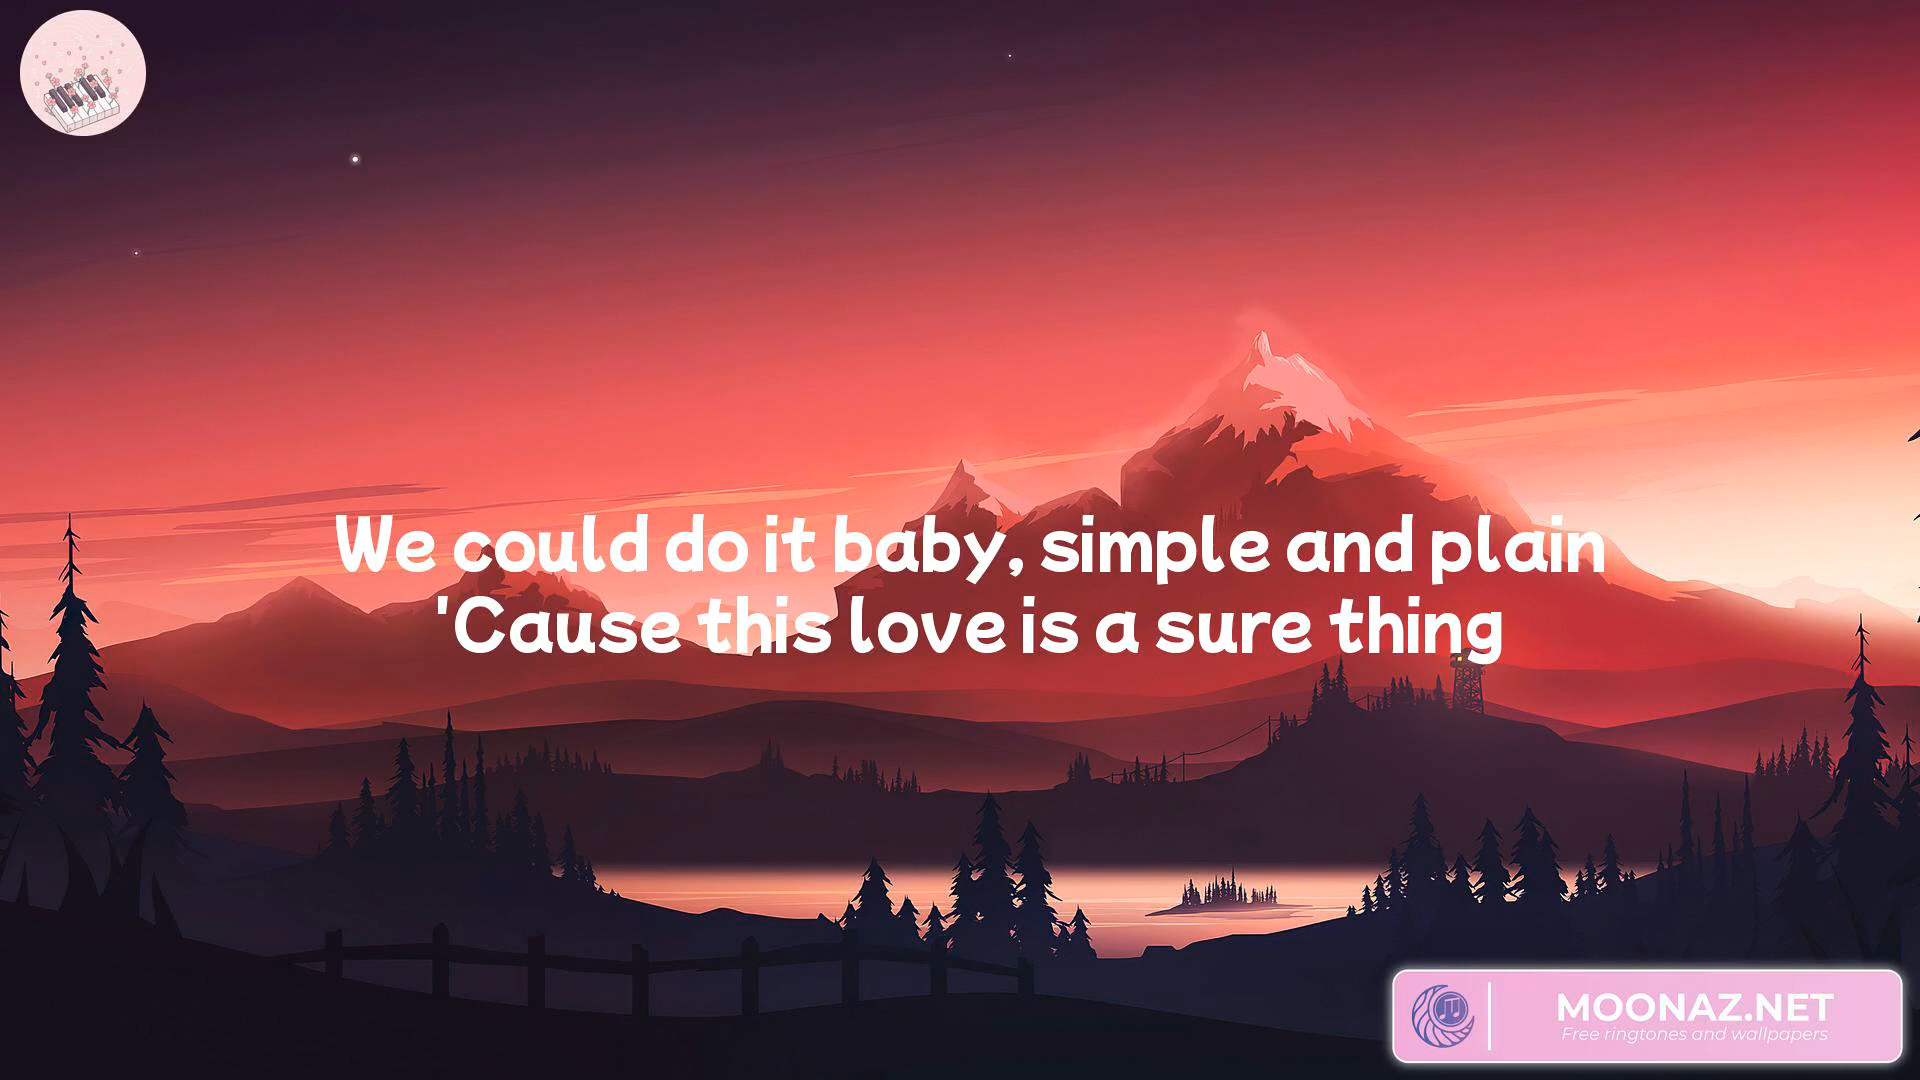 We could do it baby, simple and plain
'Cause this love is a sure thing
MOONAZ.NET
Free ringtones and wallpapers